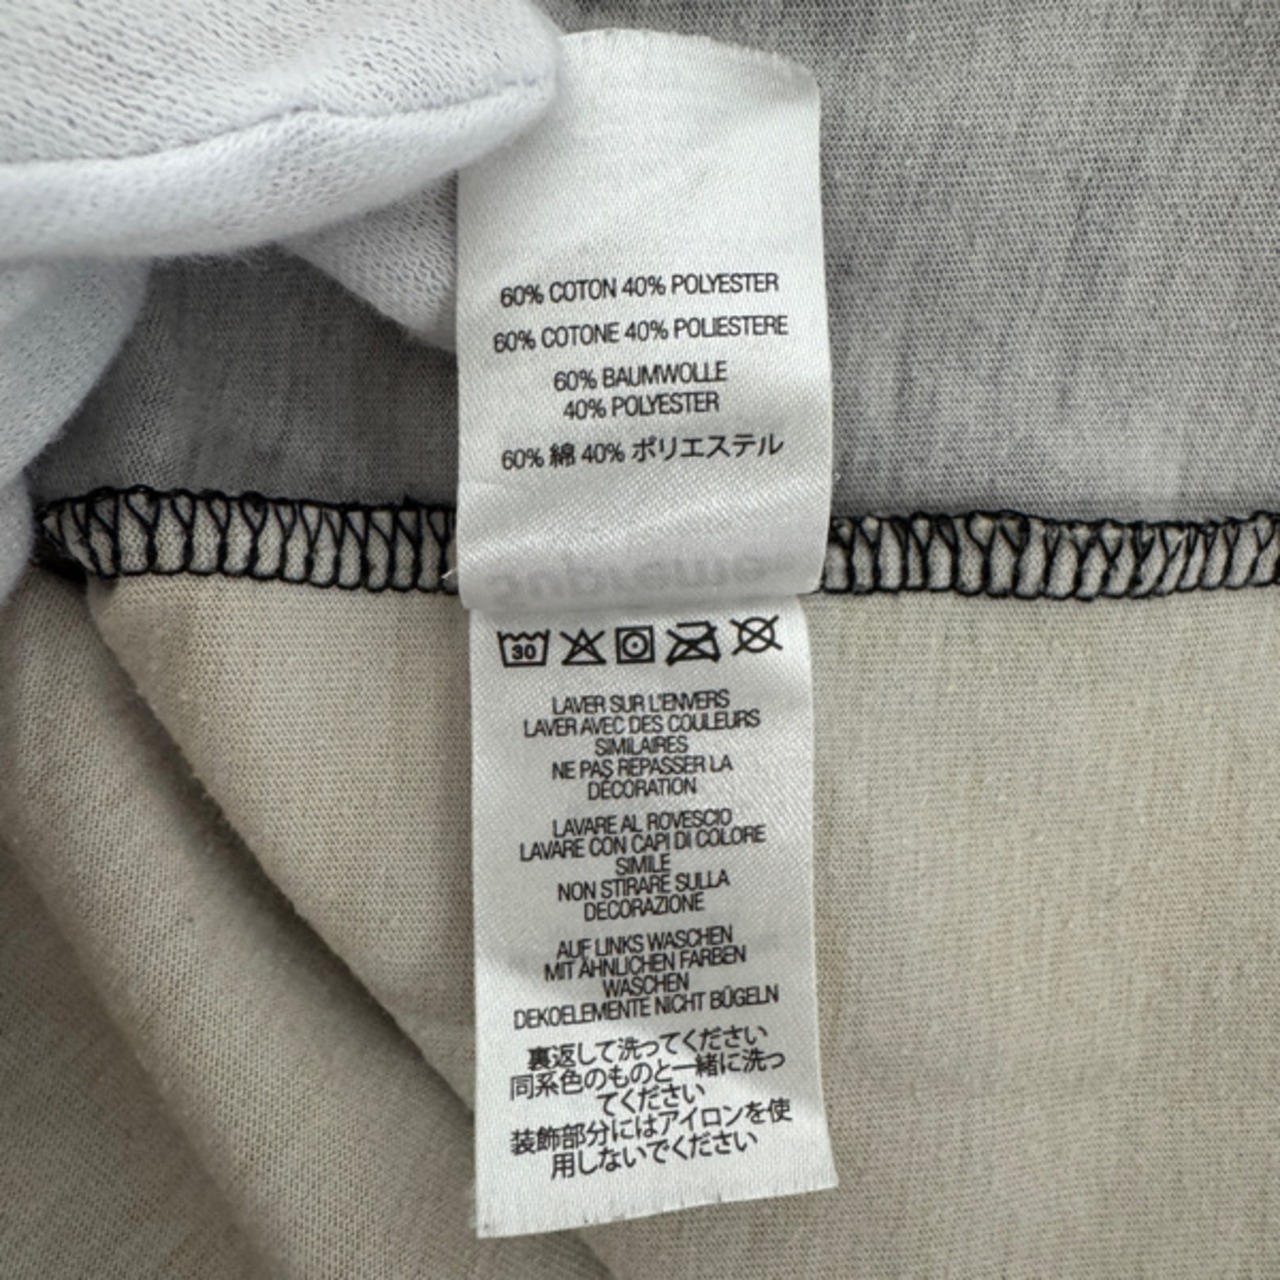 60% COTON 40% POLYESTER
60% COTONE 40% POLIESTERE
60% BAUMWOLLE
40% POLYESTER
60% 綿 40% ポリエステル
30
LAVER SUR L'ENVERS
LAVER AVEC DES COULEURS
SIMILAIRES
NE PAS REPASSER LA
DÉCORATION
LAVARE AL ROVESCIO
LAVARE CON CAPI DI COLORE
SIMILE
NON STIRARE SULLA
DECORAZIONE
AUF LINKS WASCHEN
MIT ÄHNLICHEN FARBEN
WASCHEN
DEKOELEMENTE NICHT BÜGELN
裏返して洗ってください
同系色のものと一緒に洗っ
てください
装飾部分にはアイロンを使
用しないでください